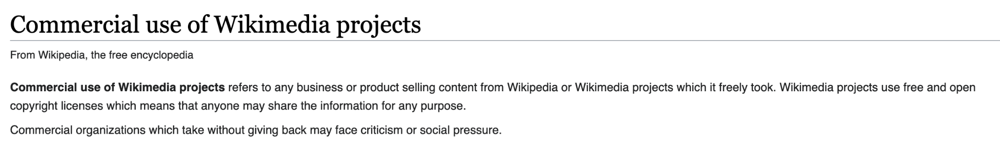 Commercial use of Wikimedia projects
From Wikipedia, the free encyclopedia
Commercial use of Wikimedia projects refers to any business or product selling content from Wikipedia or Wikimedia projects which it freely took. Wikimedia projects use free and open
copyright licenses which means that anyone may share the information for any purpose.
Commercial organizations which take without giving back may face criticism or social pressure.